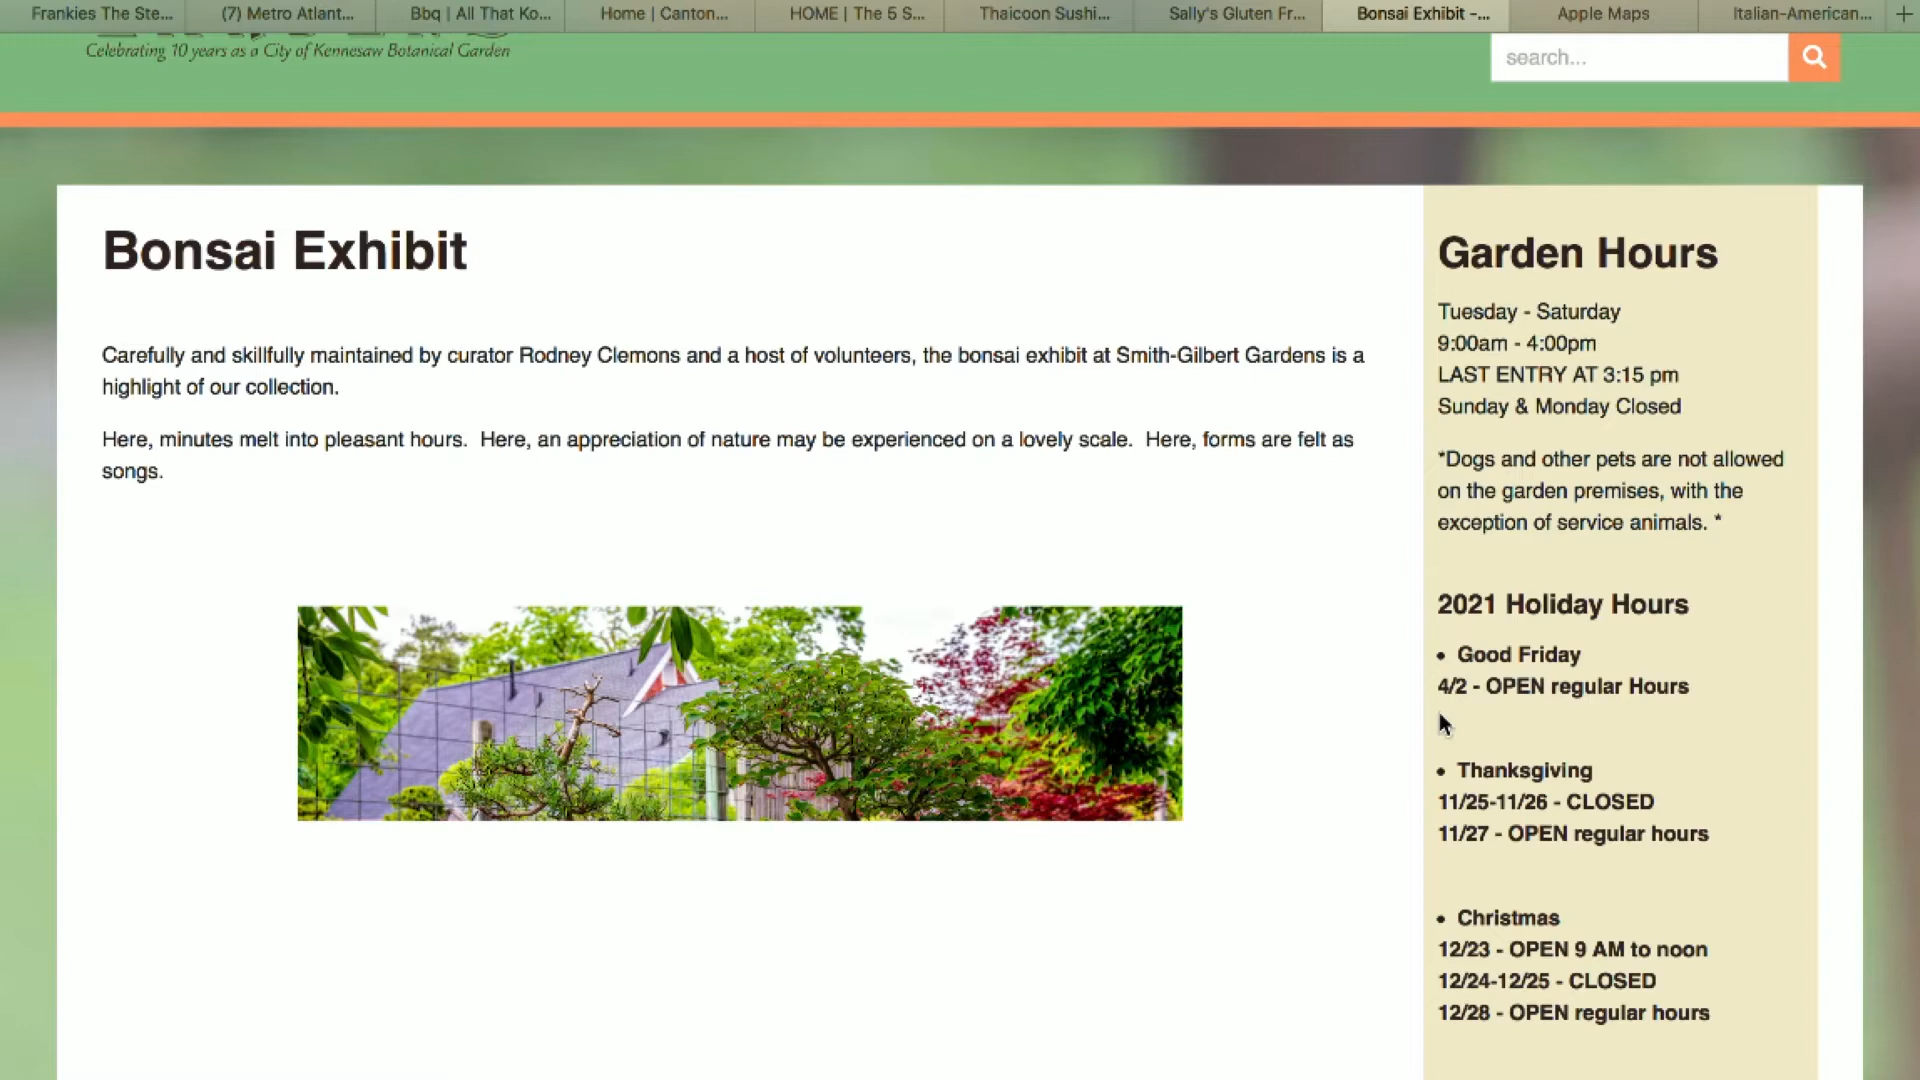 Frankies The Ste...
(7) Metro Atlant...
Bbq | All That Ko...
Home | Canton...
HOME | The 5 S...
Thaicoon Sushi...
Sally's Gluten Fr...
Bonsai Exhibit -...
Apple Maps
Italian-American...
Celebrating 10 years as a City of Kennesaw Botanical Garden
search...
Bonsai Exhibit
Carefully and skillfully maintained by curator Rodney Clemons and a host of volunteers, the bonsai exhibit at Smith-Gilbert Gardens is a
highlight of our collection.
Here, minutes melt into pleasant hours.  Here, an appreciation of nature may be experienced on a lovely scale.  Here, forms are felt as
songs.
Garden Hours
Tuesday - Saturday
9:00am - 4:00pm
LAST ENTRY AT 3:15 pm
Sunday & Monday Closed
*Dogs and other pets are not allowed
on the garden premises, with the
exception of service animals. *
2021 Holiday Hours
• Good Friday
4/2 - OPEN regular Hours
• Thanksgiving
11/25-11/26 - CLOSED
11/27 - OPEN regular hours
• Christmas
12/23 - OPEN 9 AM to noon
12/24-12/25 - CLOSED
12/28 - OPEN regular hours